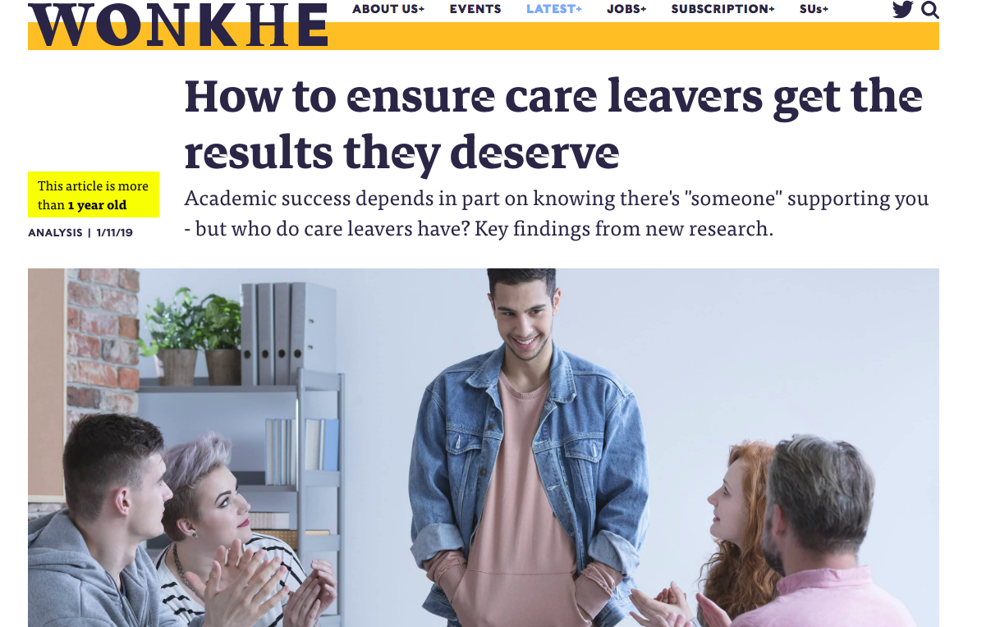 WONKHE
ABOUT US+ EVENTS LATEST+ JOBS+ SUBSCRIPTION+ SUs+
How to ensure care leavers get the
results they deserve
This article is more
than 1 year old
ANALYSIS | 1/11/19
Academic success depends in part on knowing there's "someone" supporting you
- but who do care leavers have? Key findings from new research.